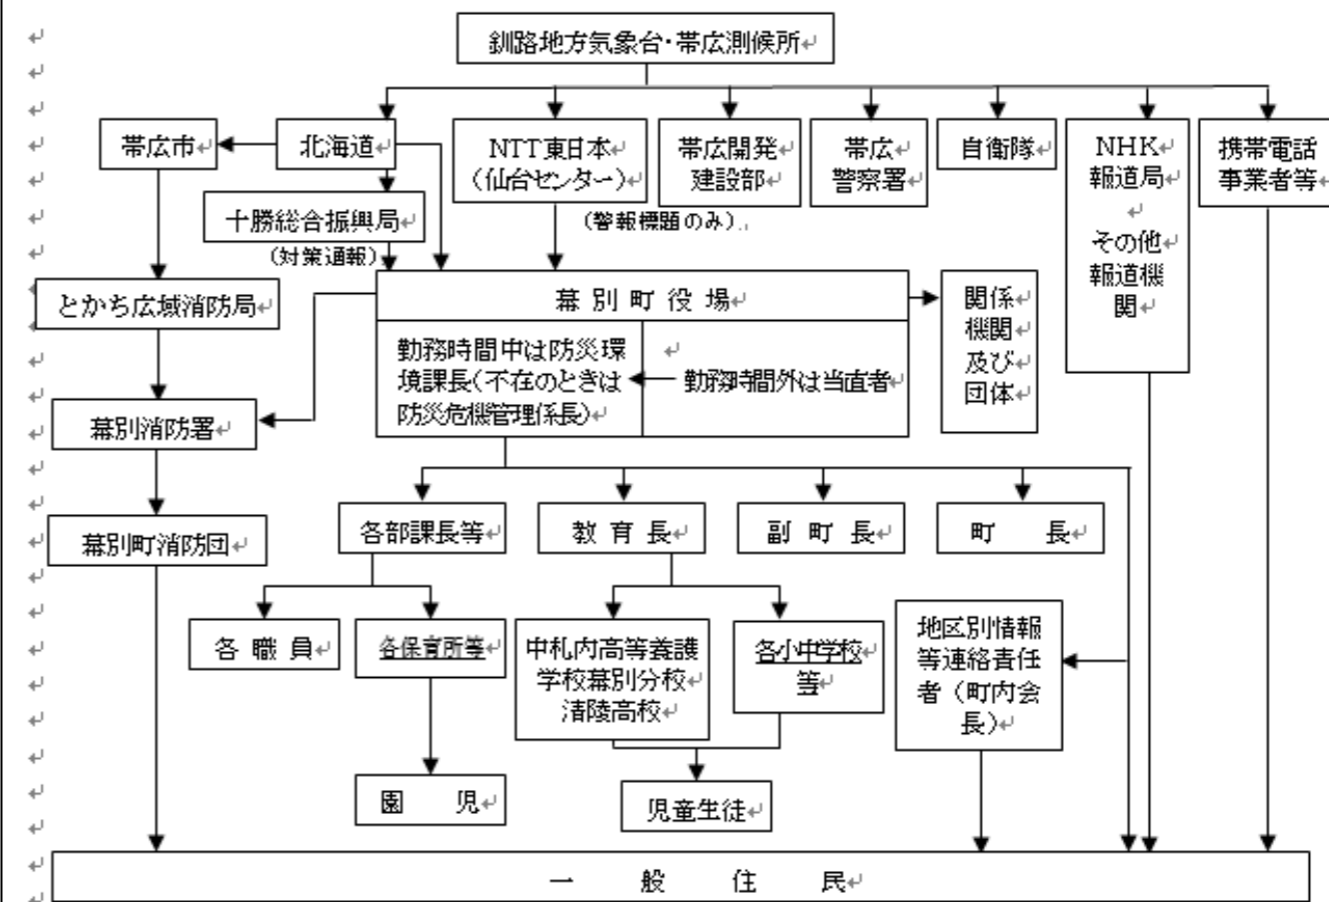 釧路地方気象台・帯広測候所
帯広市
北海道
NTT東日本
（仙台センター）
帯広開発
建設部
帯広
警察署
自衛隊
NHK
報道局
その他
報道機
関
携帯電話
事業者等
十勝総合振興局
（対策通報）
（警報標題のみ）
とかち広域消防局
幕別町役場
勤務時間中は防災環
境課長（不在のときは
防災危機管理係長）
勤務時間外は当直者
関係
機関
及び
団体
幕別消防署
幕別町消防団
各部課長等
教育長
副町長
町長
各職員
各保育所等
中札内高等養護
学校幕別分校
清陵高校
各小中学校
等
地区別情報
等連絡責任
者（町内会
長）
園児
児童生徒
一般住民